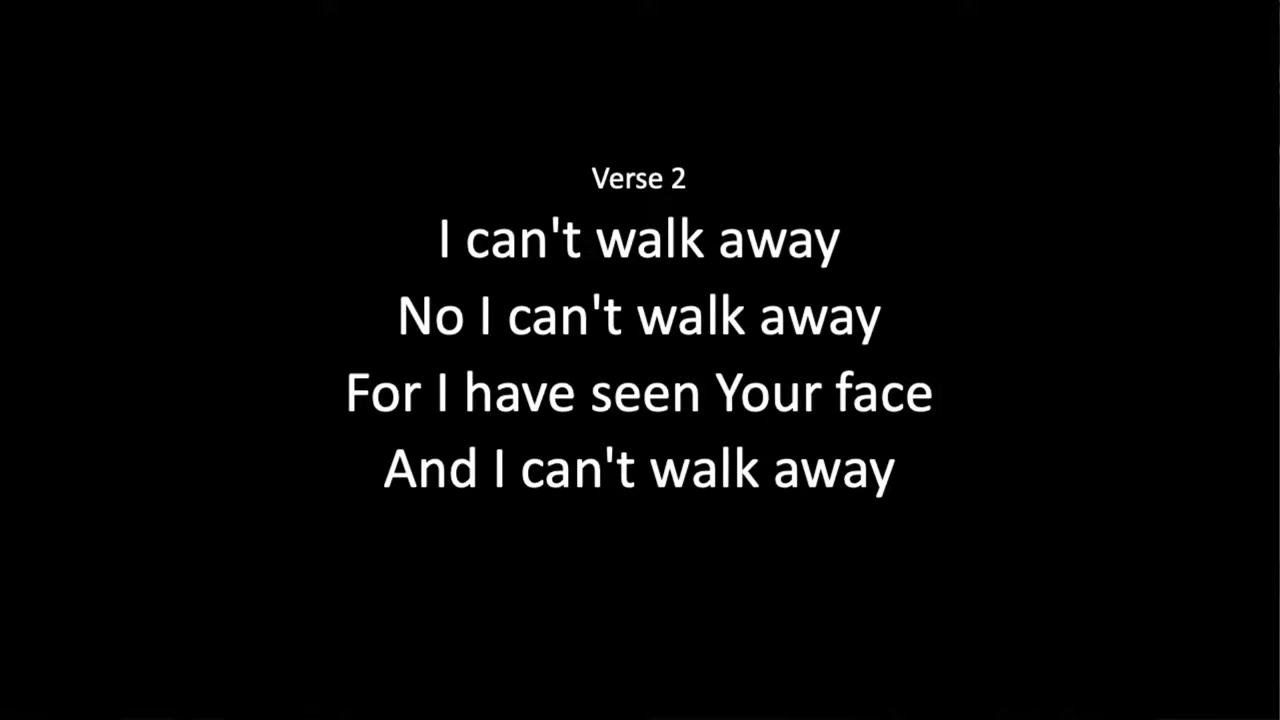 Verse 2
I can't walk away
No I can't walk away
For I have seen Your face
And I can't walk away